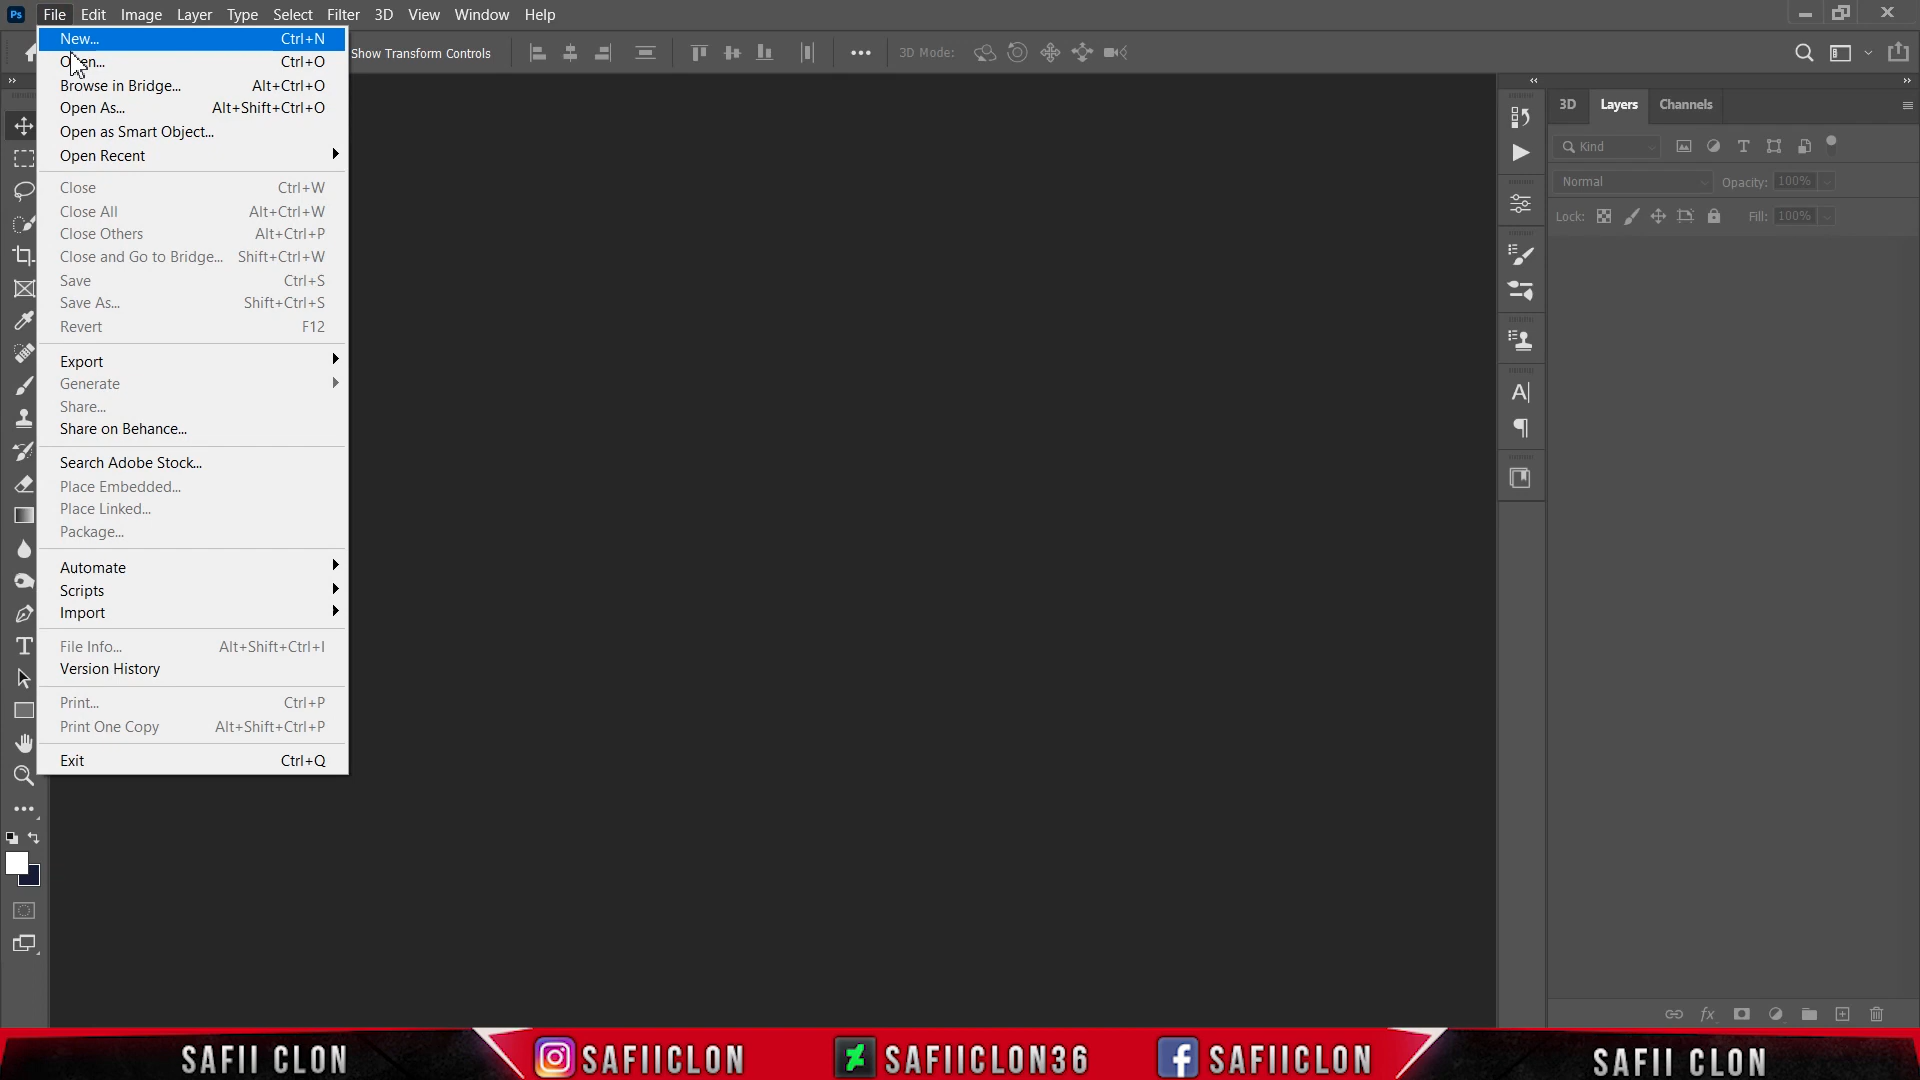 Ps File Edit Image Layer Type Select Filter 3D View Window Help
Show Transform Controls 3D Mode:
New... Ctrl+N
Open... Ctrl+O
Browse in Bridge... Alt+Ctrl+O
Open As... Alt+Shift+Ctrl+O
Open as Smart Object...
Open Recent
Close Ctrl+W
Close All Alt+Ctrl+W
Close Others Alt+Ctrl+P
Close and Go to Bridge... Shift+Ctrl+W
Save Ctrl+S
Save As... Shift+Ctrl+S
Revert F12
Export
Generate
Share...
Share on Behance...
Search Adobe Stock...
Place Embedded...
Place Linked...
Package...
Automate
Scripts
Import
File Info... Alt+Shift+Ctrl+I
Version History
Print... Ctrl+P
Print One Copy Alt+Shift+Ctrl+P
Exit Ctrl+Q
3D Layers Channels
Kind
Normal Opacity: 100%
Lock: Fill: 100%
SAFII CLON SAFIICLON SAFIICLON36 SAFIICLON SAFII CLON